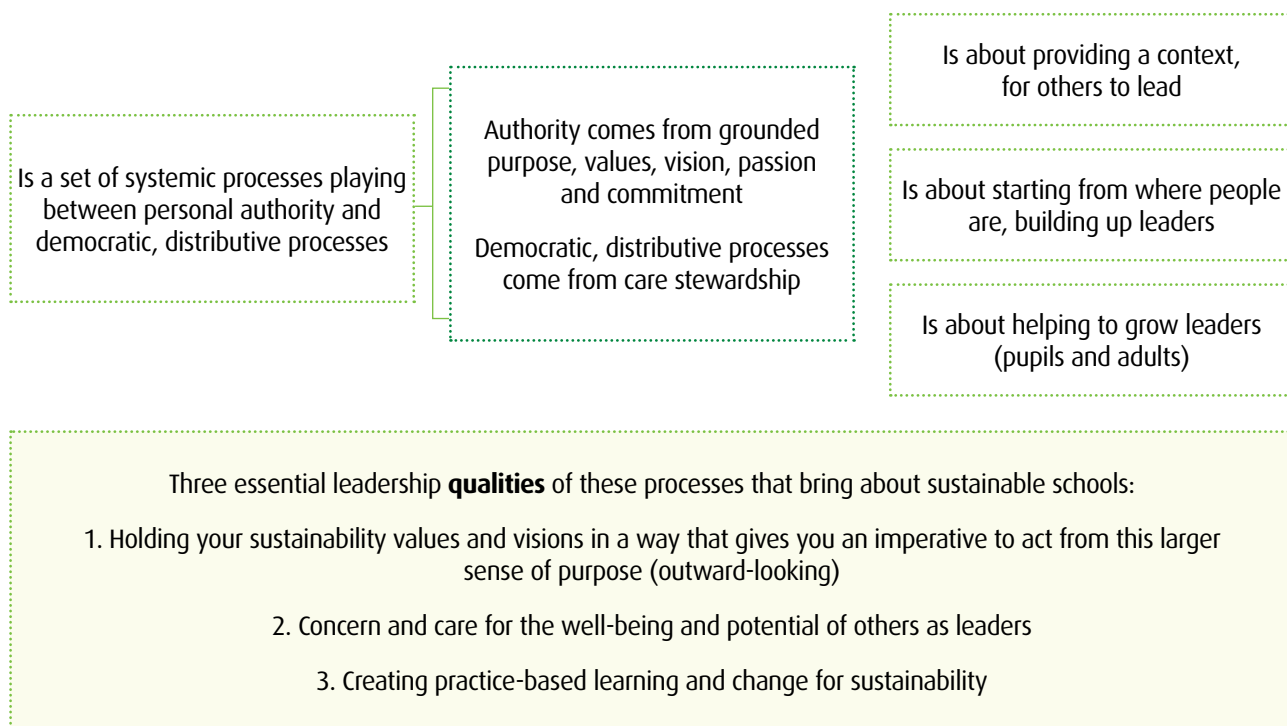 Is a set of systemic processes playing
between personal authority and
democratic, distributive processes
Authority comes from grounded
purpose, values, vision, passion
and commitment
Democratic, distributive processes
come from care stewardship
Is about providing a context,
for others to lead
Is about starting from where people
are, building up leaders
Is about helping to grow leaders
(pupils and adults)
Three essential leadership qualities of these processes that bring about sustainable schools:
1. Holding your sustainability values and visions in a way that gives you an imperative to act from this larger
sense of purpose (outward-looking)
2. Concern and care for the well-being and potential of others as leaders
3. Creating practice-based learning and change for sustainability